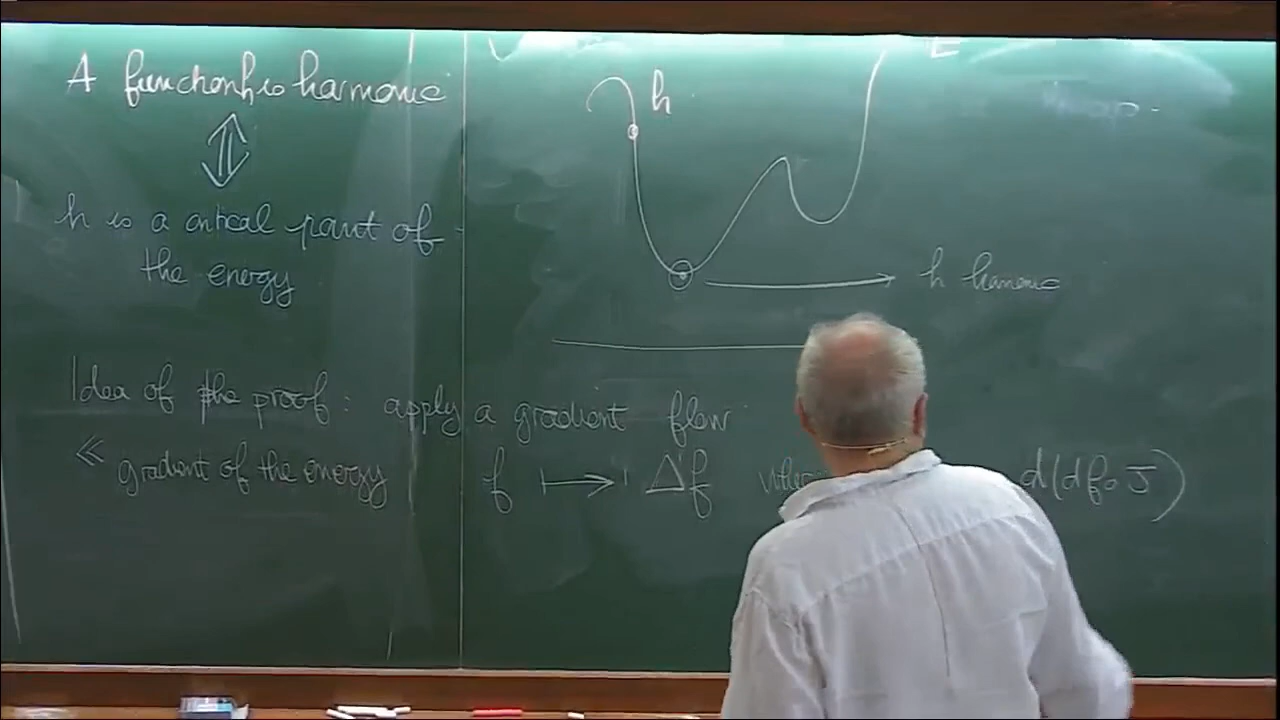 A function h is harmonic
⇕
h is a critical point of
the energy
h
E
h harmonic
Idea of the proof : apply a gradient flow
« gradient of the energy f ⟼ Δf d(df∘J)